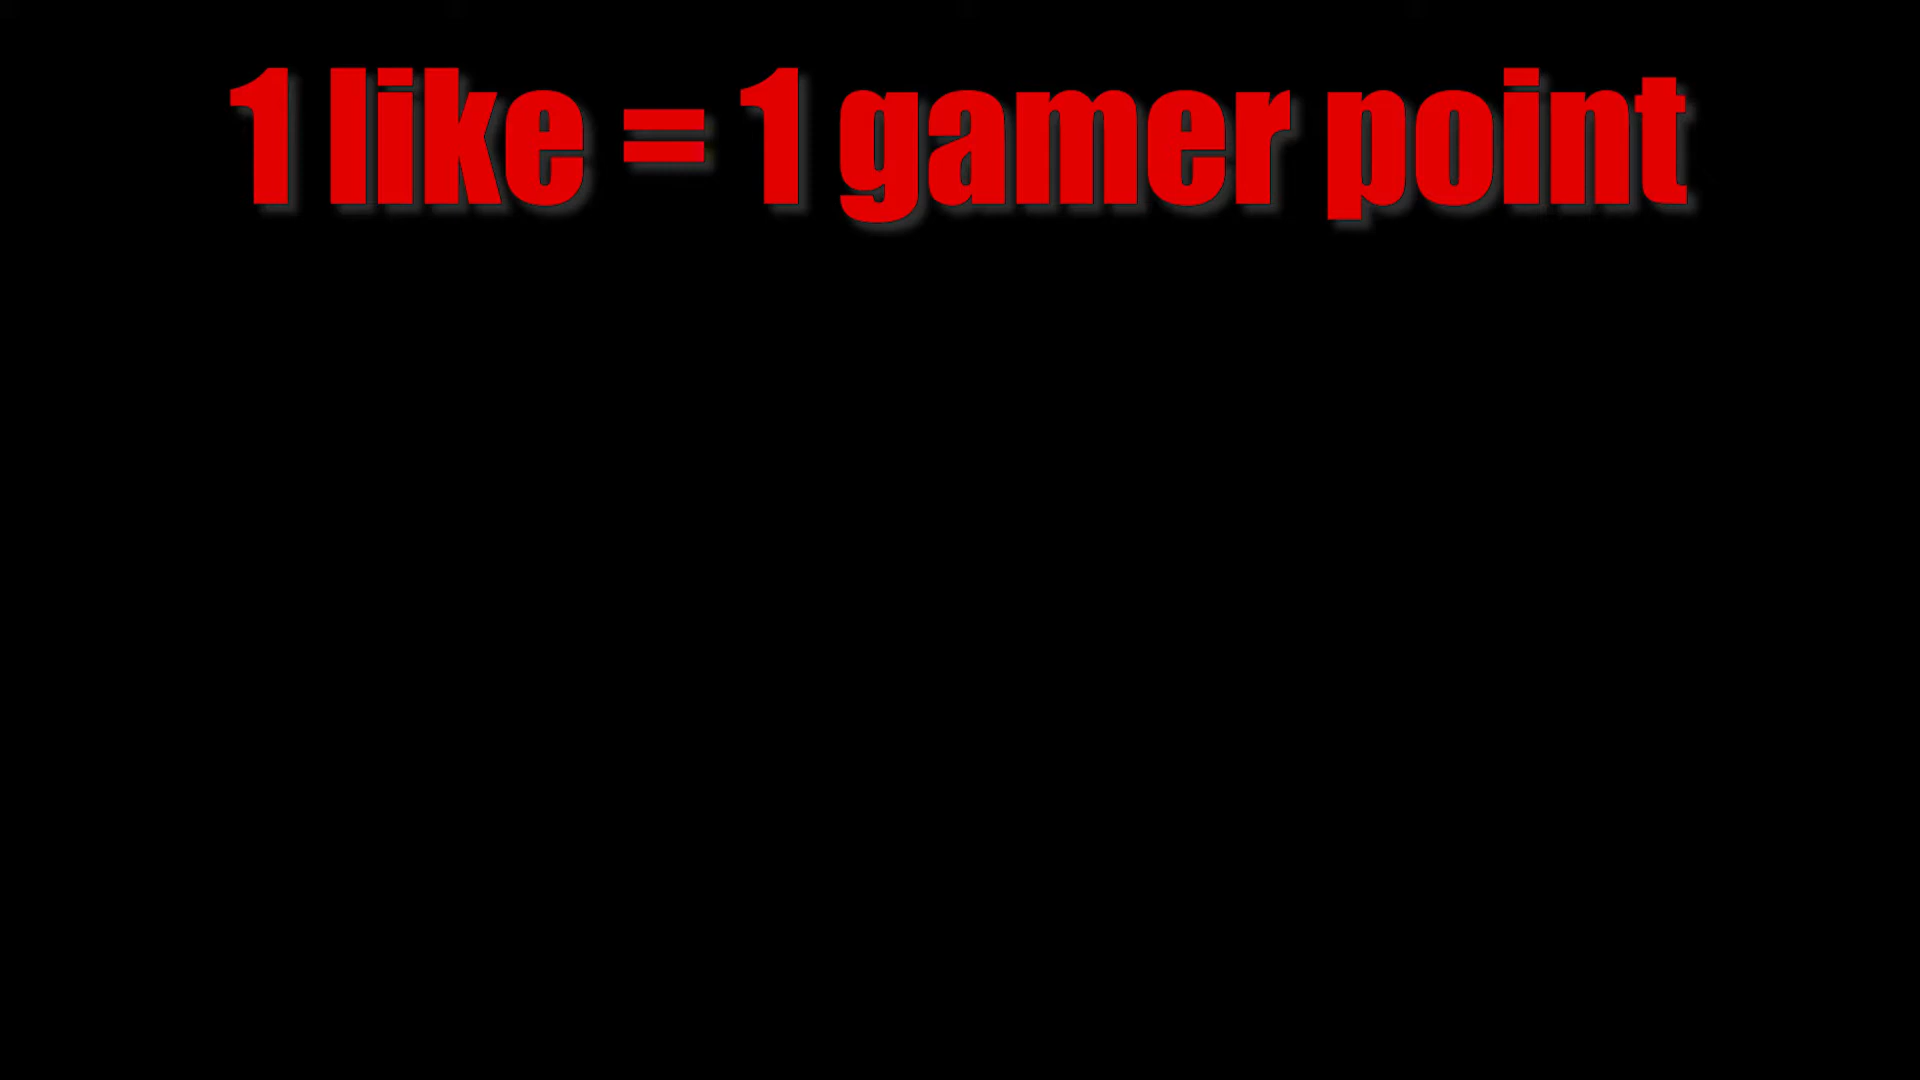 1 like = 1 gamer point